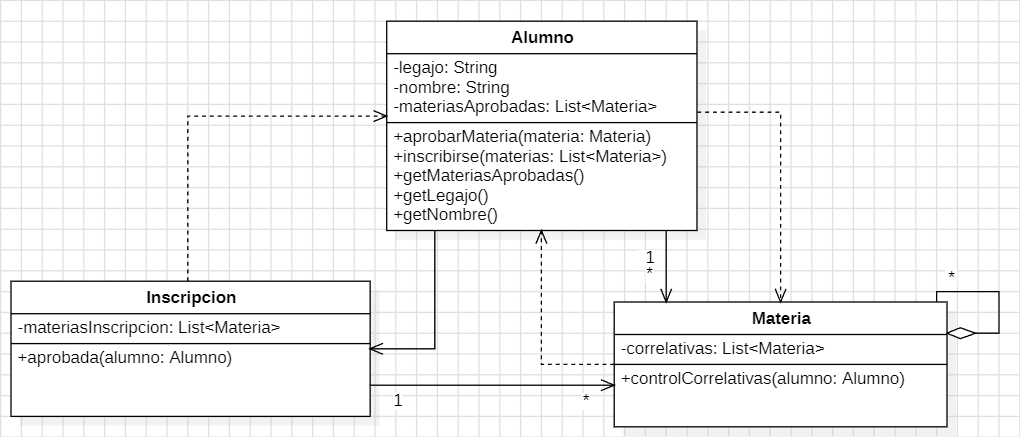 Alumno
-legajo: String
-nombre: String
-materiasAprobadas: List<Materia>
+aprobarMateria(materia: Materia)
+inscribirse(materias: List<Materia>)
+getMateriasAprobadas()
+getLegajo()
+getNombre()
1
*
*
Inscripcion
-materiasInscripcion: List<Materia>
+aprobada(alumno: Alumno)
1
*
Materia
-correlativas: List<Materia>
+controlCorrelativas(alumno: Alumno)